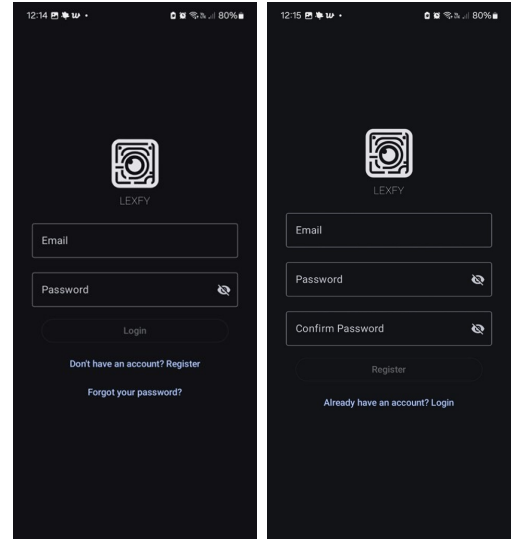 12:14
80%
LEXFY
Email
Password
Login
Don't have an account? Register
Forgot your password?
12:15
80%
LEXFY
Email
Password
Confirm Password
Register
Already have an account? Login